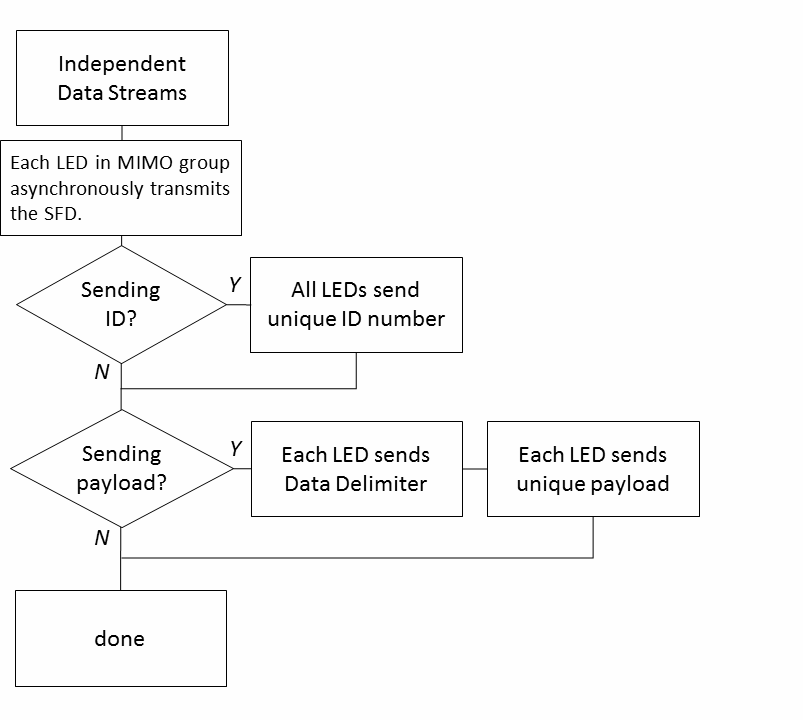 Independent
Data Streams
Each LED in MIMO group
asynchronously transmits
the SFD.
Sending
ID?
Y
All LEDs send
unique ID number
N
Sending
payload?
Y
Each LED sends
Data Delimiter
Each LED sends
unique payload
N
done